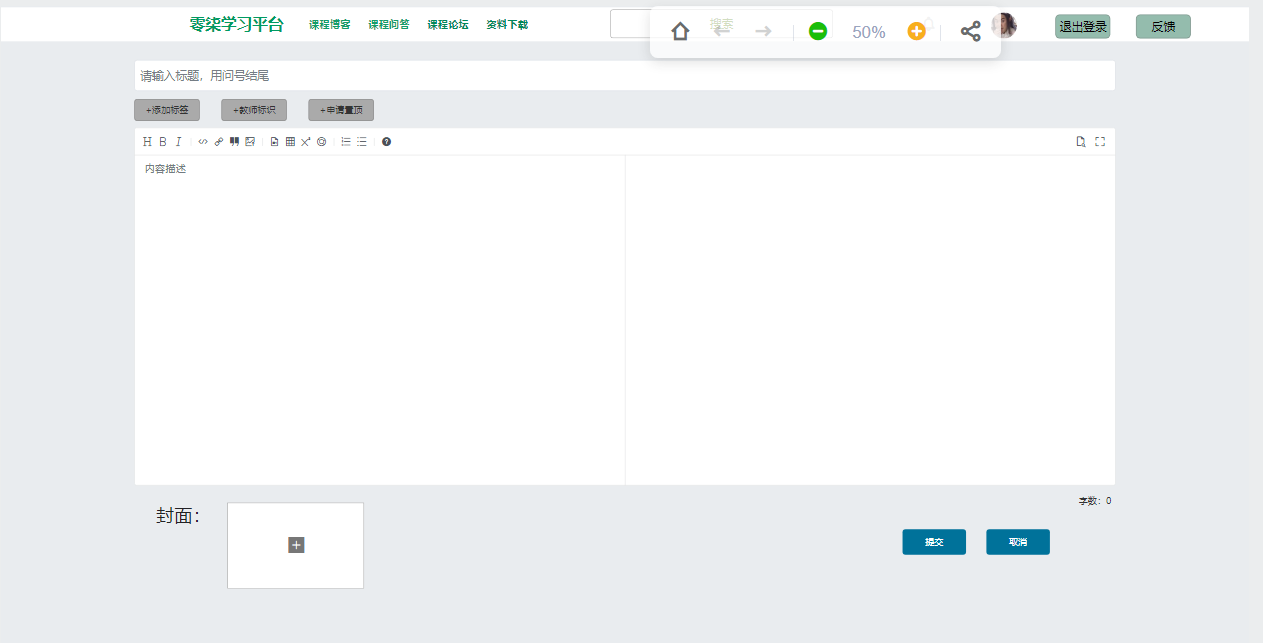 零柒学习平台 课程博客 课程问答 课程论坛 资料下载 搜索 50% 退出登录 反馈
请输入标题，用问号结尾
+添加标签 +教师标识 +申请置顶
H B I
内容描述
字数：0
封面：
提交 取消